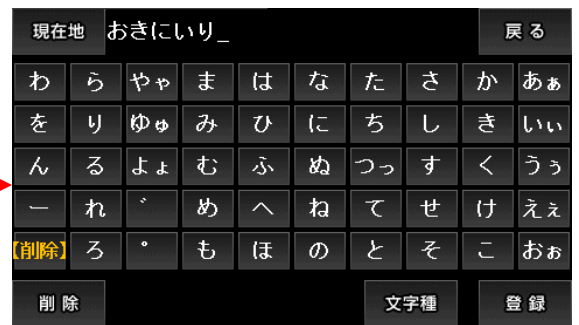 現在地 おきにいり_ 戻る
わ ら やゃ ま は な た さ か あぁ
を り ゆゅ み ひ に ち し き いぃ
ん る よょ む ふ ぬ つっ す く うぅ
ー れ ゛ め へ ね て せ け えぇ
【削除】 ろ ゜ も ほ の と そ こ おぉ
削除 文字種 登録